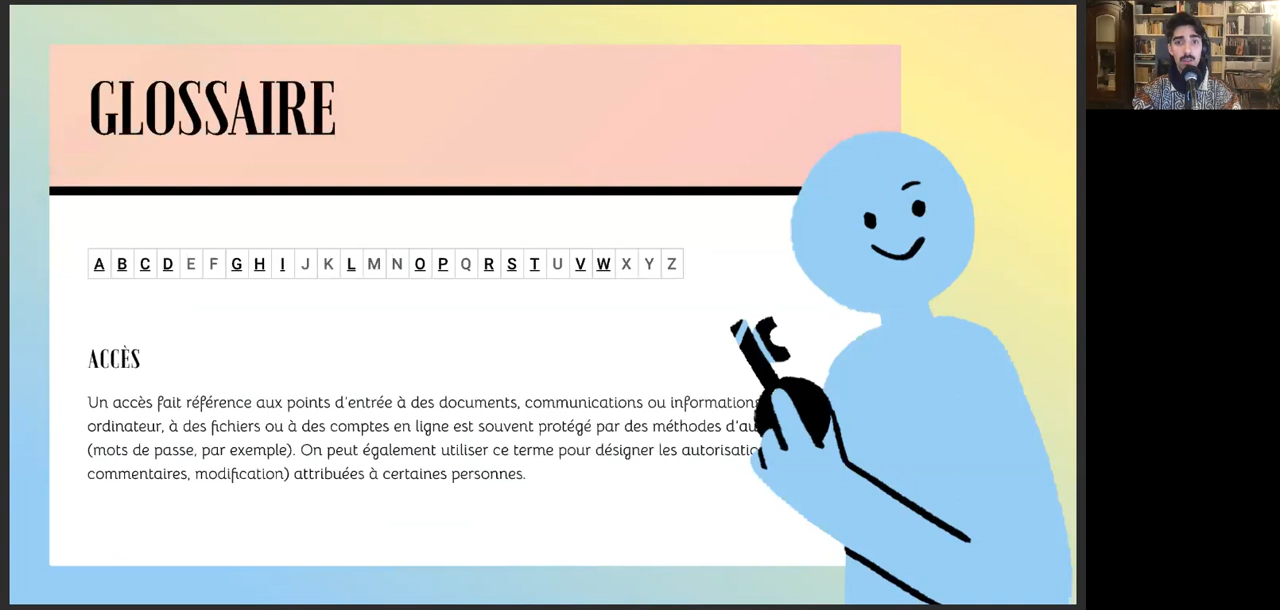 GLOSSAIRE
A B C D E F G H I J K L M N O P Q R S T U V W X Y Z
ACCÈS
Un accès fait référence aux points d'entrée à des documents, communications ou informations
ordinateur, à des fichiers ou à des comptes en ligne est souvent protégé par des méthodes d'au
(mots de passe, par exemple). On peut également utiliser ce terme pour désigner les autorisatio
commentaires, modification) attribuées à certaines personnes.